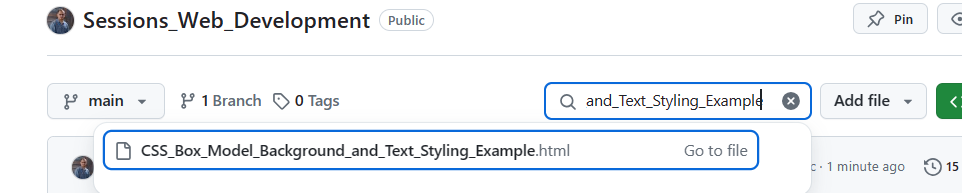 Sessions_Web_Development Public Pin
main 1 Branch 0 Tags and_Text_Styling_Example Add file
CSS_Box_Model_Background_and_Text_Styling_Example.html Go to file
· 1 minute ago 15